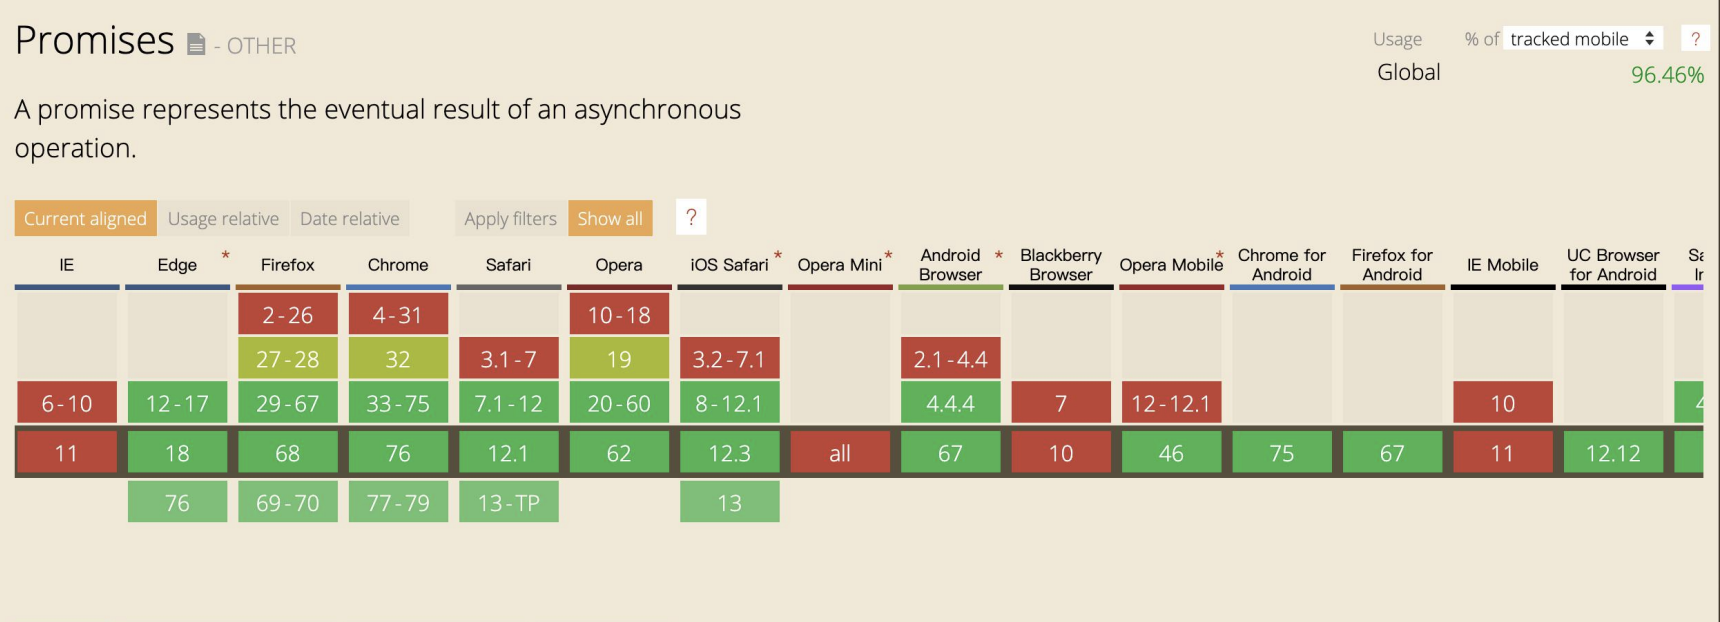 Promises - OTHER
Usage % of tracked mobile ?
Global 96.46%
A promise represents the eventual result of an asynchronous
operation.
Current aligned Usage relative Date relative Apply filters Show all ?
IE Edge * Firefox Chrome Safari Opera iOS Safari * Opera Mini * Android Browser * Blackberry Browser Opera Mobile * Chrome for Android Firefox for Android IE Mobile UC Browser for Android
2-26 4-31 10-18
27-28 32 3.1-7 19 3.2-7.1 2.1-4.4
6-10 12-17 29-67 33-75 7.1-12 20-60 8-12.1 4.4.4 7 12-12.1 10
11 18 68 76 12.1 62 12.3 all 67 10 46 75 67 11 12.12
76 69-70 77-79 13-TP 13